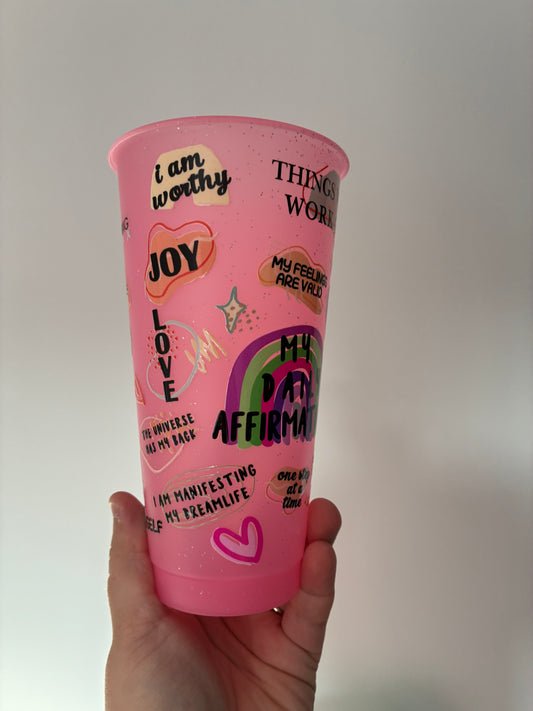 i am
worthy
THINGS
WORK
JOY
MY FEELINGS
ARE VALID
LOVE
MY
AFFIRMAT
THE UNIVERSE
HAS MY BACK
I AM MANIFESTING
MY DREAMLIFE
one step
at a
time
SELF